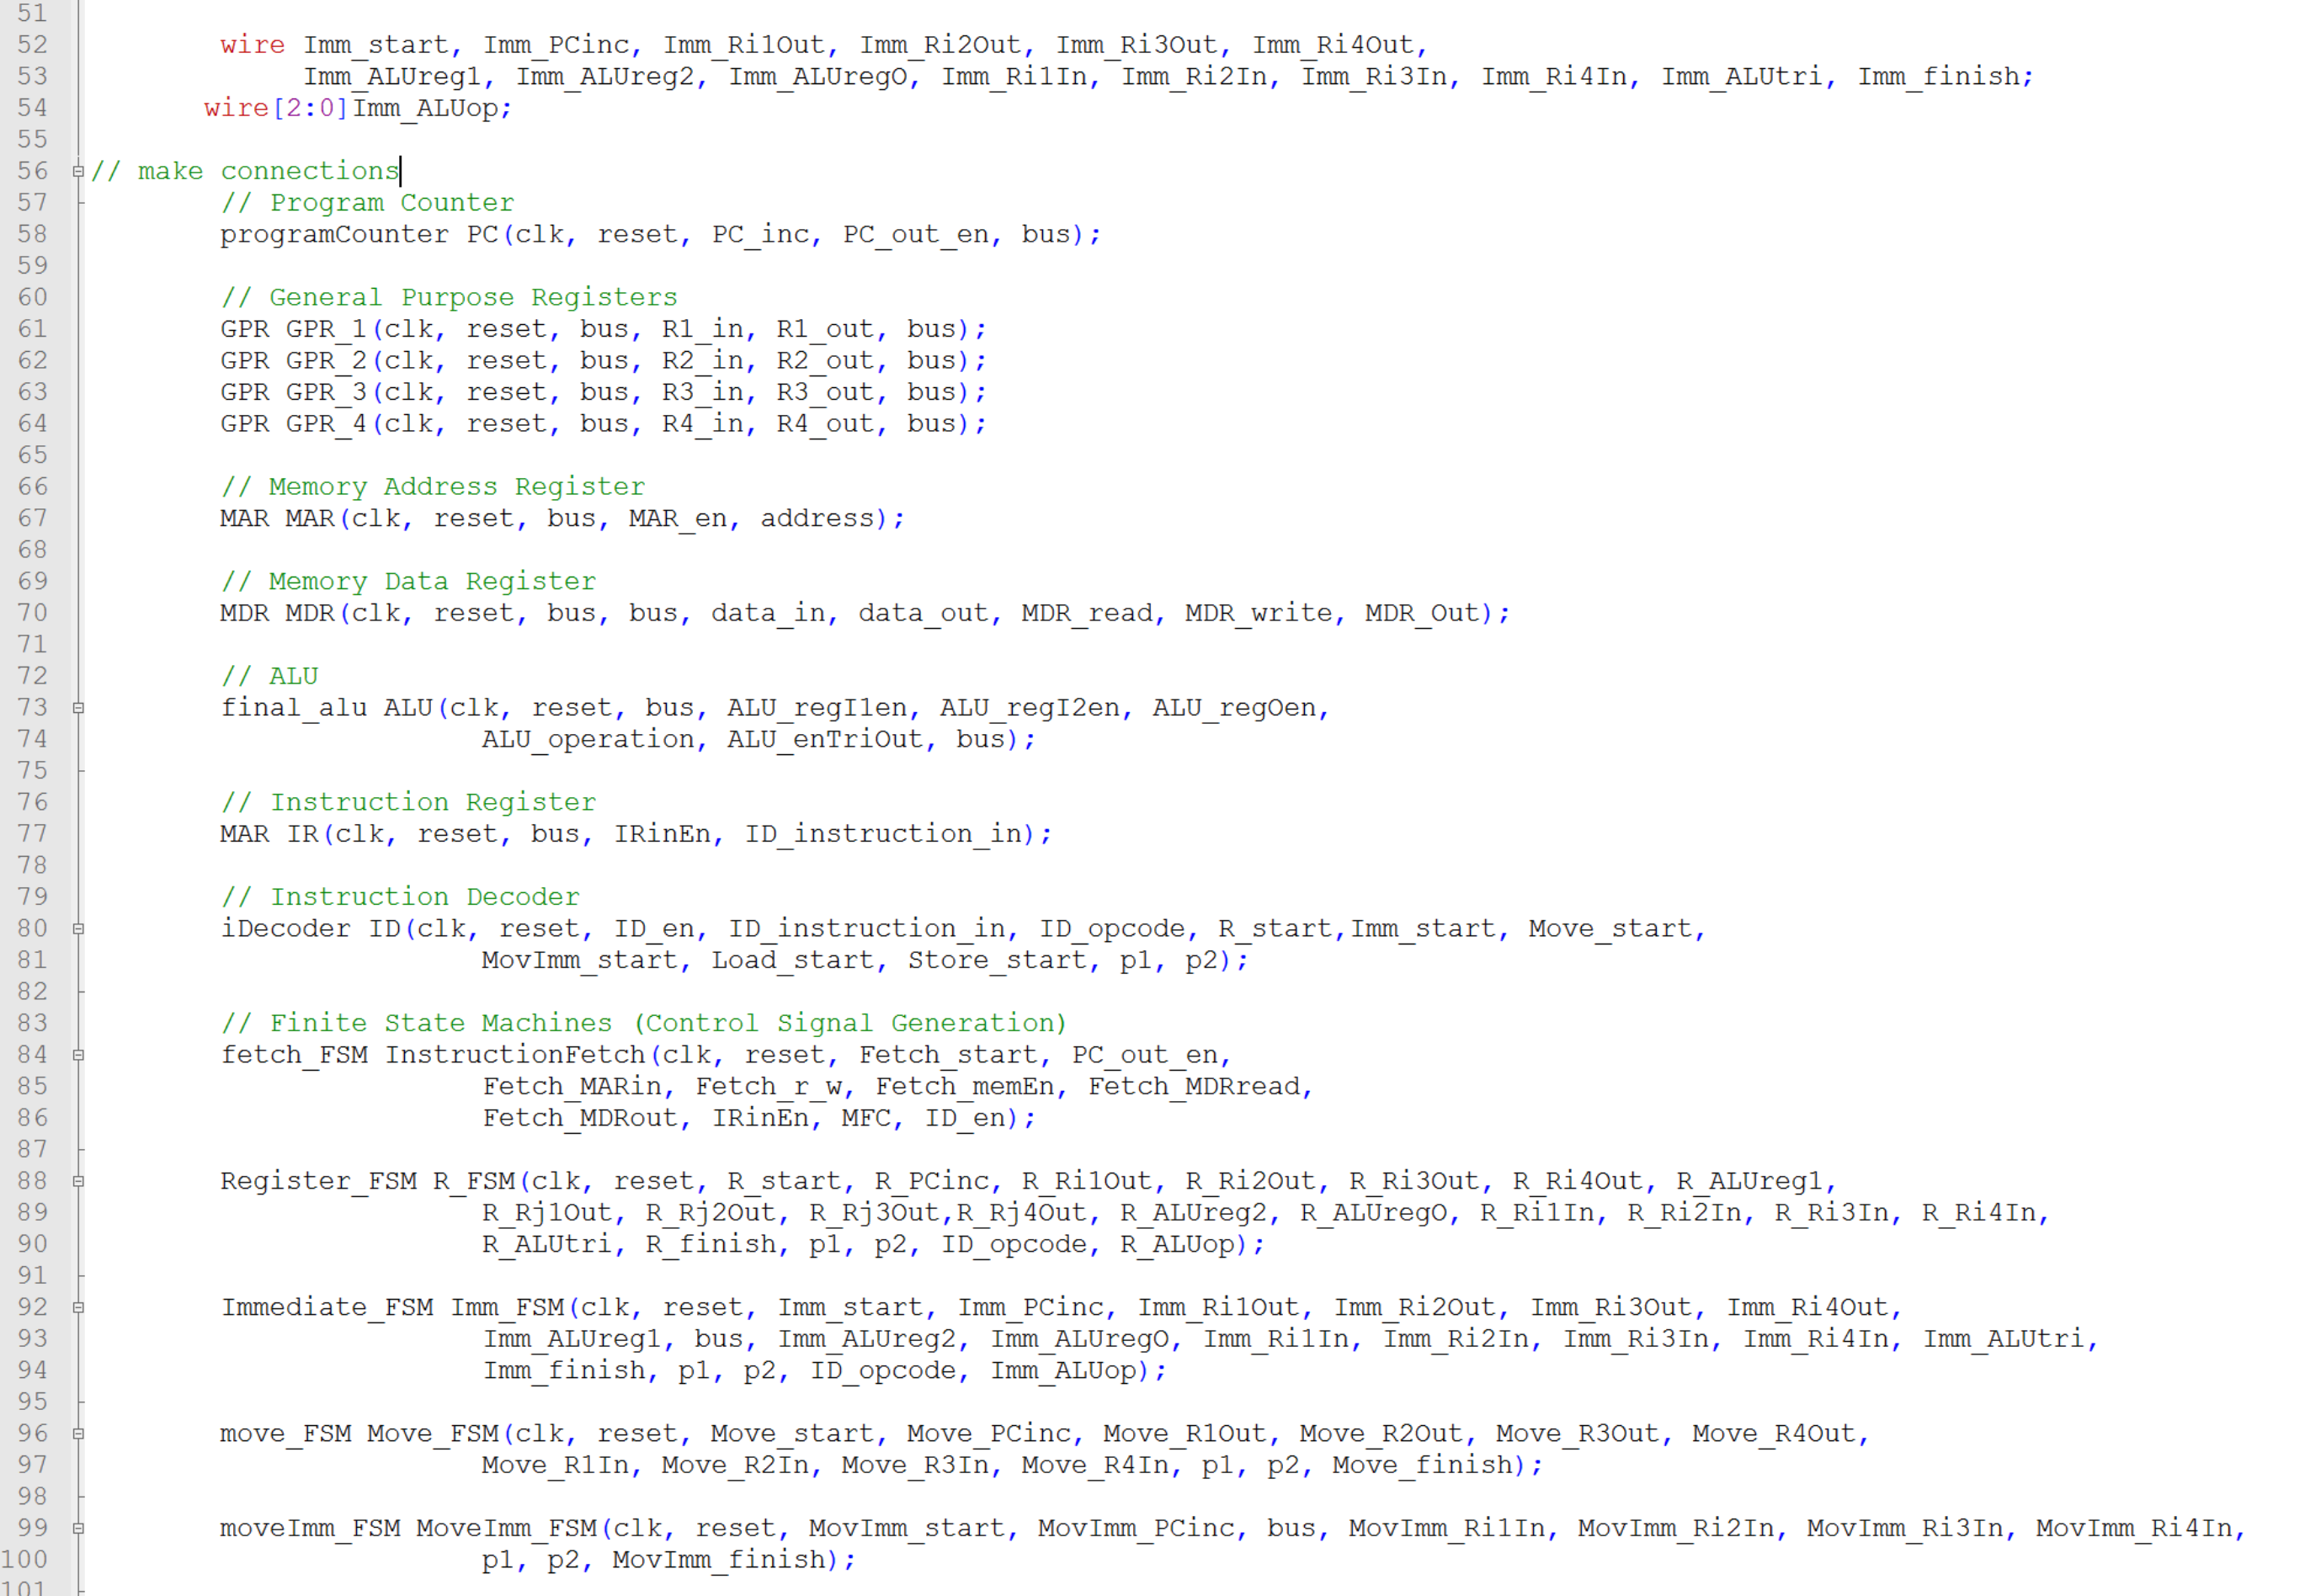 51
52 wire Imm_start, Imm_PCinc, Imm_Ri1Out, Imm_Ri2Out, Imm_Ri3Out, Imm_Ri4Out,
53 Imm_ALUreg1, Imm_ALUreg2, Imm_ALUregO, Imm_Ri1In, Imm_Ri2In, Imm_Ri3In, Imm_Ri4In, Imm_ALUtri, Imm_finish;
54 wire[2:0]Imm_ALUop;
55
56 // make connections
57 // Program Counter
58 programCounter PC(clk, reset, PC_inc, PC_out_en, bus);
59
60 // General Purpose Registers
61 GPR GPR_1(clk, reset, bus, R1_in, R1_out, bus);
62 GPR GPR_2(clk, reset, bus, R2_in, R2_out, bus);
63 GPR GPR_3(clk, reset, bus, R3_in, R3_out, bus);
64 GPR GPR_4(clk, reset, bus, R4_in, R4_out, bus);
65
66 // Memory Address Register
67 MAR MAR(clk, reset, bus, MAR_en, address);
68
69 // Memory Data Register
70 MDR MDR(clk, reset, bus, bus, data_in, data_out, MDR_read, MDR_write, MDR_Out);
71
72 // ALU
73 final_alu ALU(clk, reset, bus, ALU_regI1en, ALU_regI2en, ALU_regOen,
74 ALU_operation, ALU_enTriOut, bus);
75
76 // Instruction Register
77 MAR IR(clk, reset, bus, IRinEn, ID_instruction_in);
78
79 // Instruction Decoder
80 iDecoder ID(clk, reset, ID_en, ID_instruction_in, ID_opcode, R_start,Imm_start, Move_start,
81 MovImm_start, Load_start, Store_start, p1, p2);
82
83 // Finite State Machines (Control Signal Generation)
84 fetch_FSM InstructionFetch(clk, reset, Fetch_start, PC_out_en,
85 Fetch_MARin, Fetch_r_w, Fetch_memEn, Fetch_MDRread,
86 Fetch_MDRout, IRinEn, MFC, ID_en);
87
88 Register_FSM R_FSM(clk, reset, R_start, R_PCinc, R_Ri1Out, R_Ri2Out, R_Ri3Out, R_Ri4Out, R_ALUreg1,
89 R_Rj1Out, R_Rj2Out, R_Rj3Out,R_Rj4Out, R_ALUreg2, R_ALUregO, R_Ri1In, R_Ri2In, R_Ri3In, R_Ri4In,
90 R_ALUtri, R_finish, p1, p2, ID_opcode, R_ALUop);
91
92 Immediate_FSM Imm_FSM(clk, reset, Imm_start, Imm_PCinc, Imm_Ri1Out, Imm_Ri2Out, Imm_Ri3Out, Imm_Ri4Out,
93 Imm_ALUreg1, bus, Imm_ALUreg2, Imm_ALUregO, Imm_Ri1In, Imm_Ri2In, Imm_Ri3In, Imm_Ri4In, Imm_ALUtri,
94 Imm_finish, p1, p2, ID_opcode, Imm_ALUop);
95
96 move_FSM Move_FSM(clk, reset, Move_start, Move_PCinc, Move_R1Out, Move_R2Out, Move_R3Out, Move_R4Out,
97 Move_R1In, Move_R2In, Move_R3In, Move_R4In, p1, p2, Move_finish);
98
99 moveImm_FSM MoveImm_FSM(clk, reset, MovImm_start, MovImm_PCinc, bus, MovImm_Ri1In, MovImm_Ri2In, MovImm_Ri3In, MovImm_Ri4In,
100 p1, p2, MovImm_finish);
101